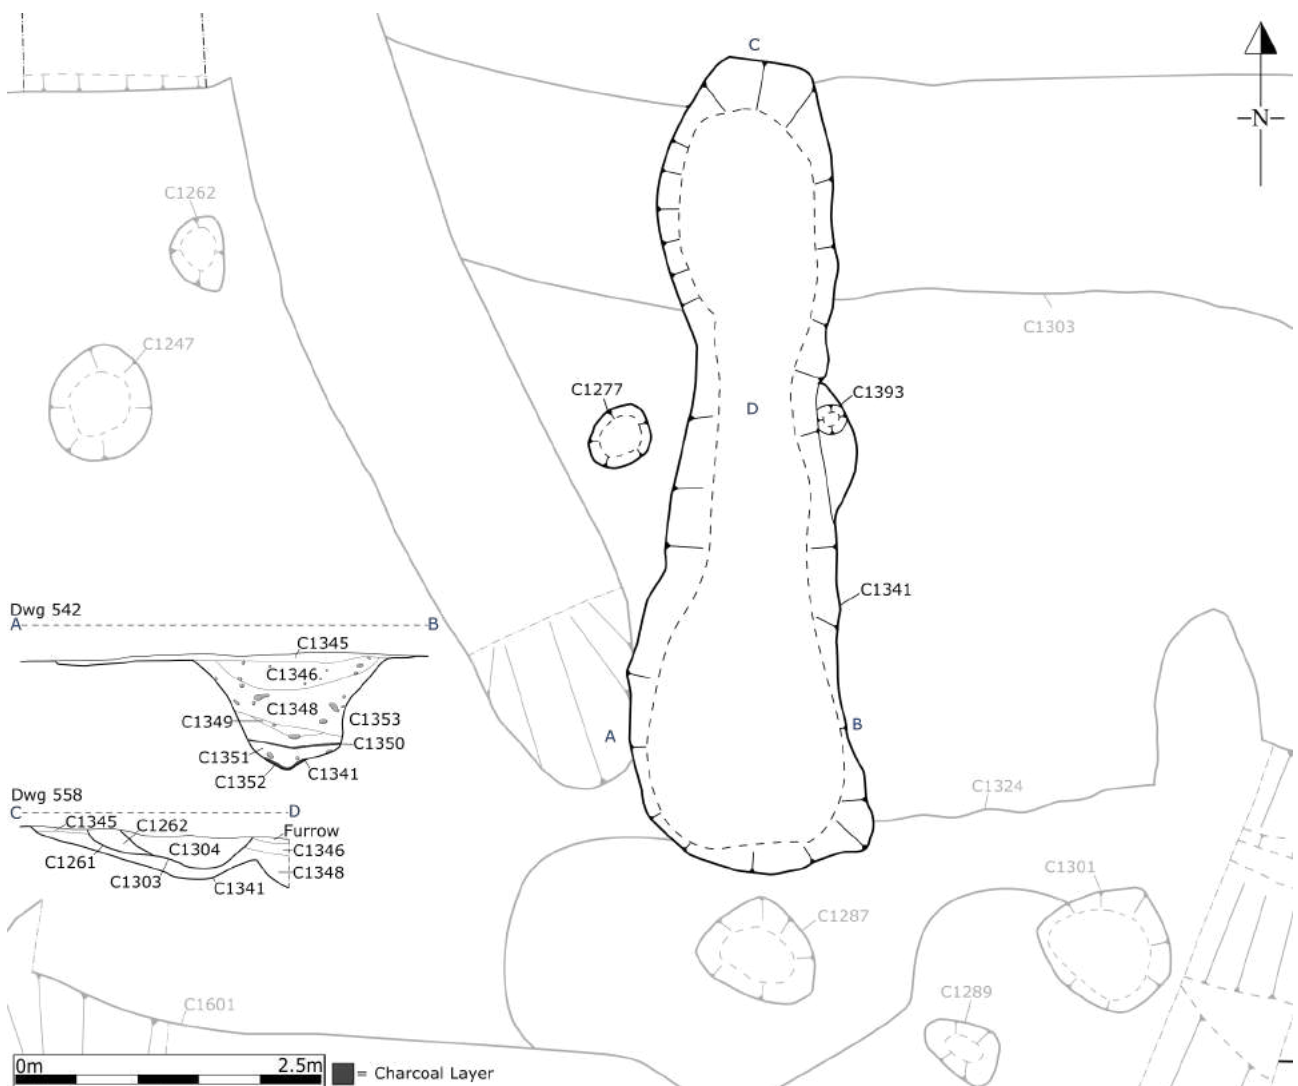 C
N
C1262
C1303
C1247
C1277
C1393
D
C1341
Dwg 542
A B
C1345
C1346
C1348
C1349
C1353
C1350
C1351
C1341
C1352
A
B
Dwg 558
C D
C1345
C1262
Furrow
C1304
C1346
C1261
C1348
C1303
C1341
C1324
C1301
C1287
C1289
C1601
0m 2.5m
= Charcoal Layer